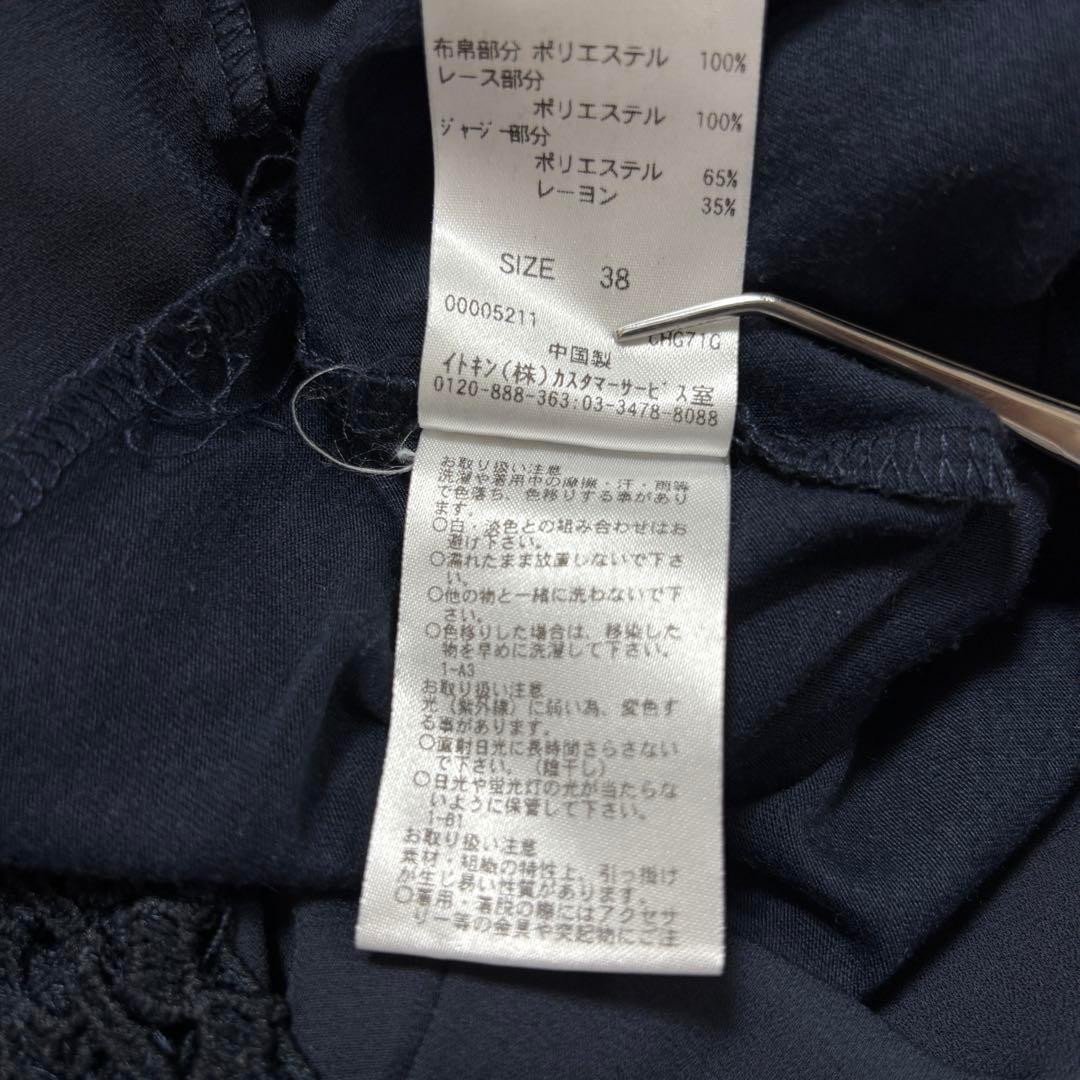 布帛部分 ポリエステル 100%
レース部分
ポリエステル 100%
ジャージー部分
ポリエステル 65%
レーヨン 35%
SIZE 38
00005211
中国製
イトキン(株)カスタマーサービス室
0120-888-363:03-3478-8088
お取り扱い注意
洗濯や着用中の摩擦・汗・雨等
で色落ち、色移りする事があり
ます。
○白・淡色との組み合わせはお
避け下さい。
○濡れたまま放置しないで下さ
い。
○他の物と一緒に洗わないで下
さい。
○色移りした場合は、移染した
物を早めに洗濯して下さい。
1-A3
お取り扱い注意
光(紫外線)に弱い為、変色す
る事があります。
○直射日光に長時間さらさない
で下さい。(陰干し)
○日光や蛍光灯の光が当たらな
いように保管して下さい。
1-B1
お取り扱い注意
素材・組織の特性上、引っ掛け
が生じ易い性質があります。
○着用・着脱の際にはアクセサ
リー等の金具や突起物にご注